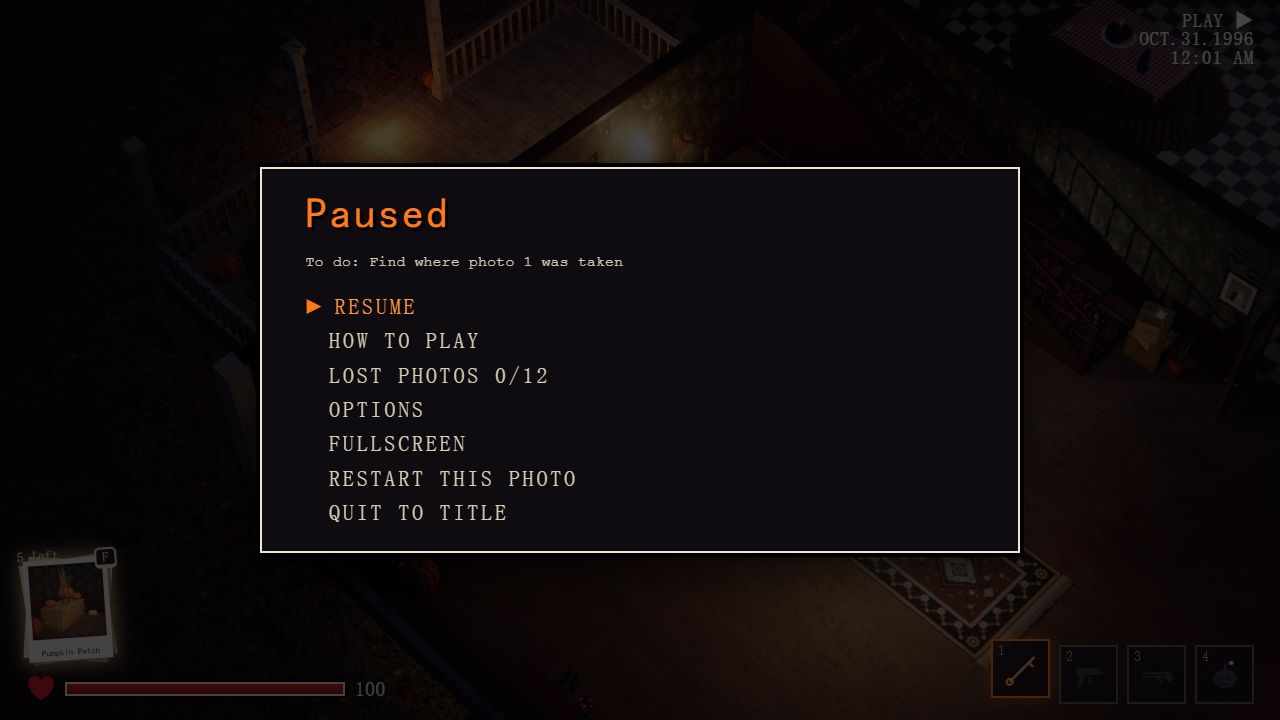 PLAY ▶
OCT.31.1996
12:01 AM
Paused
To do: Find where photo 1 was taken
▶ RESUME
HOW TO PLAY
LOST PHOTOS 0/12
OPTIONS
FULLSCREEN
RESTART THIS PHOTO
QUIT TO TITLE
5 left
F
Pumpkin Patch
100
1
2
3
4